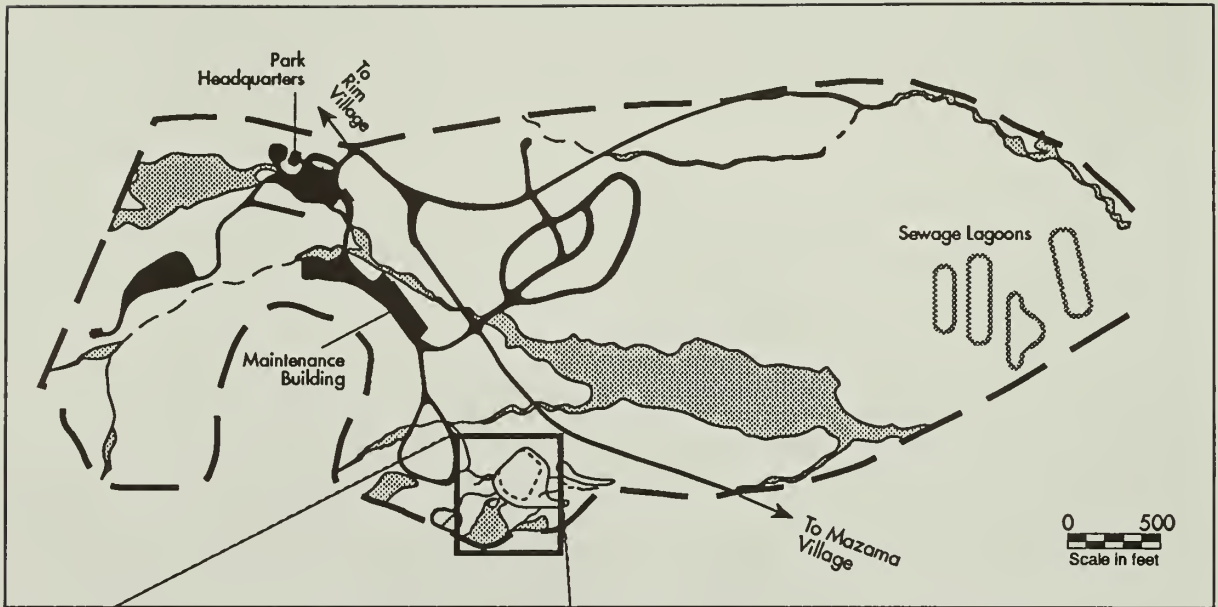 Park
Headquarters
To
Rim
Village
Sewage Lagoons
Maintenance
Building
To Mazama
Village
0 500
Scale in feet